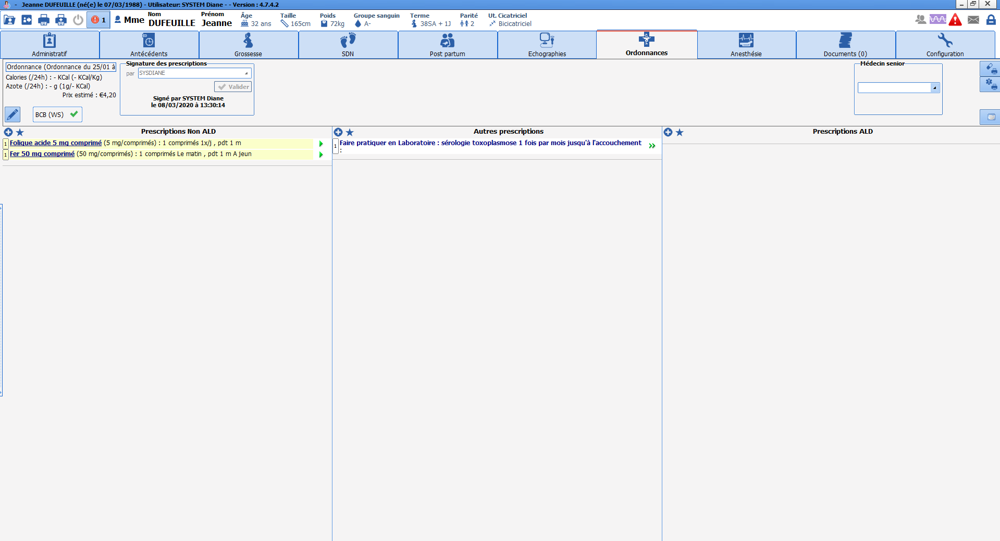 - Jeanne DUFEUILLE (né(e) le 07/03/1988) - Utilisateur: SYSTEM Diane - - Version : 4.7.4.2
1 Mme Nom DUFEUILLE Prénom Jeanne
Âge 32 ans
Taille 165cm
Poids 72kg
Groupe sanguin A-
Terme 38SA + 1J
Parité 2
Ut. Cicatriciel Bicicatriciel
Administratif
Antécédents
Grossesse
SDN
Post partum
Echographies
Ordonnances
Anesthésie
Documents (0)
Configuration
Ordonnance (Ordonnance du 25/01 à
Calories (/24h) : - KCal (- KCal/Kg)
Azote (/24h) : - g (1g/- KCal)
Prix estimé : €4,20
BCB (WS)
Signature des prescriptions
par SYSDIANE
Valider
Signé par SYSTEM Diane
le 08/03/2020 à 13:30:14
Médecin senior
Prescriptions Non ALD
1 Folique acide 5 mg comprimé (5 mg/comprimés) : 1 comprimés 1x/j , pdt 1 m
1 Fer 50 mg comprimé (50 mg/comprimés) : 1 comprimés Le matin , pdt 1 m A jeun
Autres prescriptions
1 Faire pratiquer en Laboratoire : sérologie toxoplasmose 1 fois par mois jusqu'à l'accouchement
:
Prescriptions ALD